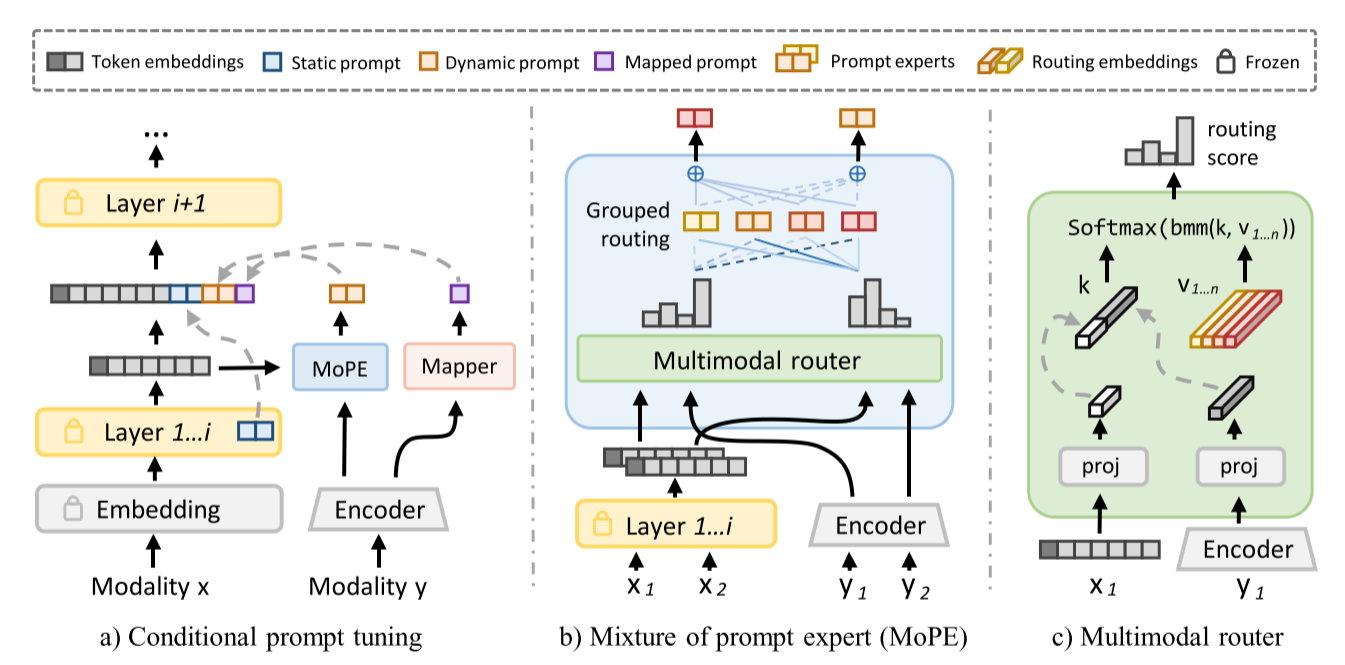 Token embeddings Static prompt Dynamic prompt Mapped prompt Prompt experts Routing embeddings Frozen
...
Layer i+1
MoPE
Mapper
Layer 1...i
Embedding
Encoder
Modality x
Modality y
a) Conditional prompt tuning
Grouped
routing
Multimodal router
Layer 1...i
Encoder
x1 x2 y1 y2
b) Mixture of prompt expert (MoPE)
routing
score
Softmax(bmm(k, v1...n))
k
v1...n
proj
proj
Encoder
x1
y1
c) Multimodal router